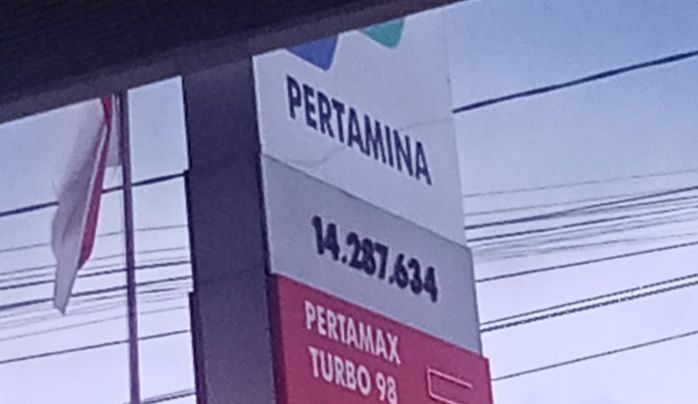 PERTAMINA
14.287.634
PERTAMAX
TURBO 98